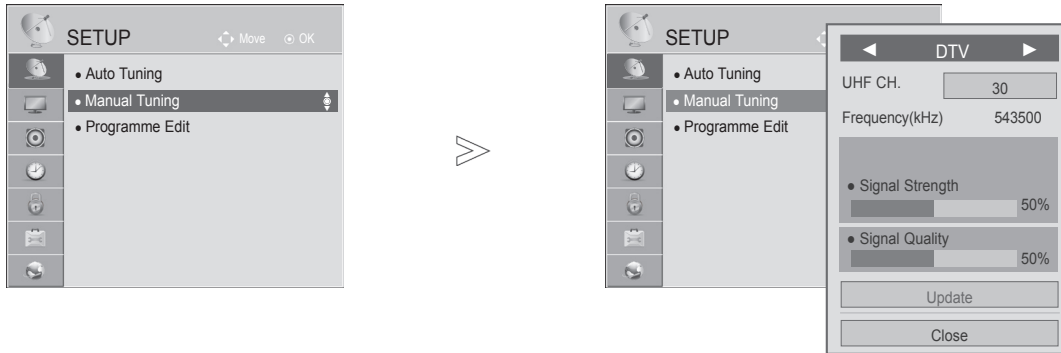 SETUP
Move OK
• Auto Tuning
• Manual Tuning
• Programme Edit
SETUP
• Auto Tuning
• Manual Tuning
• Programme Edit
◄ DTV ►
UHF CH. 30
Frequency(kHz) 543500
• Signal Strength
50%
• Signal Quality
50%
Update
Close